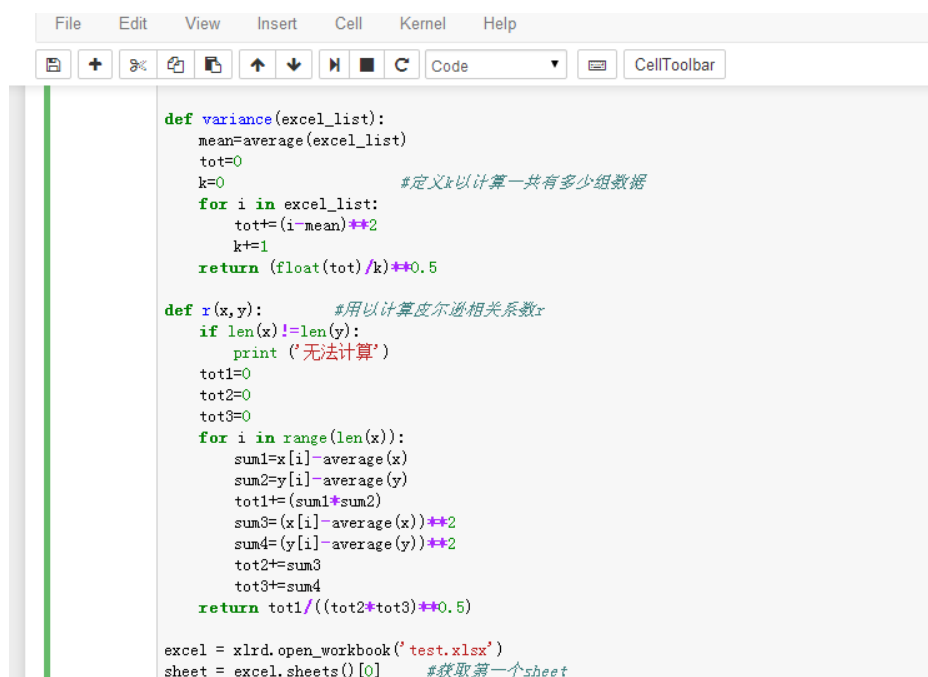 File Edit View Insert Cell Kernel Help
Code CellToolbar
def variance(excel_list):
    mean=average(excel_list)
    tot=0
    k=0 #定义k以计算一共有多少组数据
    for i in excel_list:
        tot+=(i-mean)**2
        k+=1
    return (float(tot)/k)**0.5
def r(x,y): #用以计算皮尔逊相关系数r
    if len(x)!=len(y):
        print ('无法计算')
    tot1=0
    tot2=0
    tot3=0
    for i in range(len(x)):
        sum1=x[i]-average(x)
        sum2=y[i]-average(y)
        tot1+=(sum1*sum2)
        sum3=(x[i]-average(x))**2
        sum4=(y[i]-average(y))**2
        tot2+=sum3
        tot3+=sum4
    return tot1/((tot2*tot3)**0.5)
excel = xlrd.open_workbook('test.xlsx')
sheet = excel.sheets()[0] #获取第一个sheet